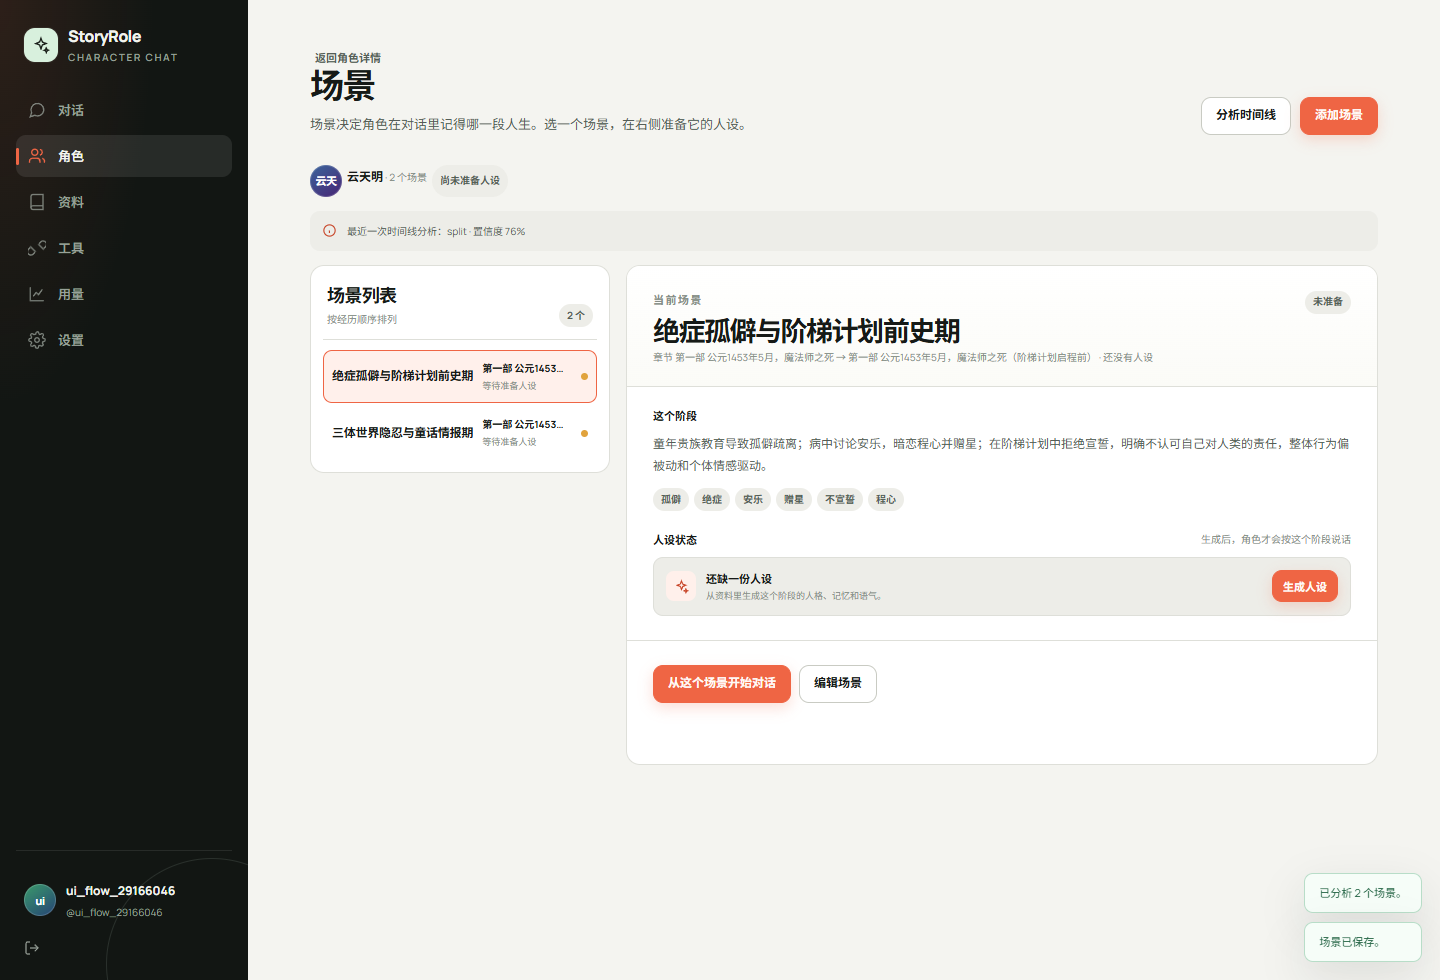 StoryRole
CHARACTER CHAT
对话
角色
资料
工具
用量
设置
ui
ui_flow_29166046
@ui_flow_29166046
返回角色详情
场景
场景决定角色在对话里记得哪一段人生。选一个场景，在右侧准备它的人设。
分析时间线
添加场景
云天
云天明 · 2 个场景
尚未准备人设
最近一次时间线分析：split · 置信度 76%
场景列表
按经历顺序排列
2 个
绝症孤僻与阶梯计划前史期
第一部 公元1453...
等待准备人设
三体世界隐忍与童话情报期
第一部 公元1453...
等待准备人设
当前场景
未准备
绝症孤僻与阶梯计划前史期
章节 第一部 公元1453年5月，魔法师之死 → 第一部 公元1453年5月，魔法师之死（阶梯计划启程前） · 还没有人设
这个阶段
童年贵族教育导致孤僻疏离；病中讨论安乐，暗恋程心并赠星；在阶梯计划中拒绝宣誓，明确不认可自己对人类的责任，整体行为偏
被动和个体情感驱动。
孤僻
绝症
安乐
赠星
不宣誓
程心
人设状态
生成后，角色才会按这个阶段说话
还缺一份人设
从资料里生成这个阶段的人格、记忆和语气。
生成人设
从这个场景开始对话
编辑场景
已分析 2 个场景。
场景已保存。